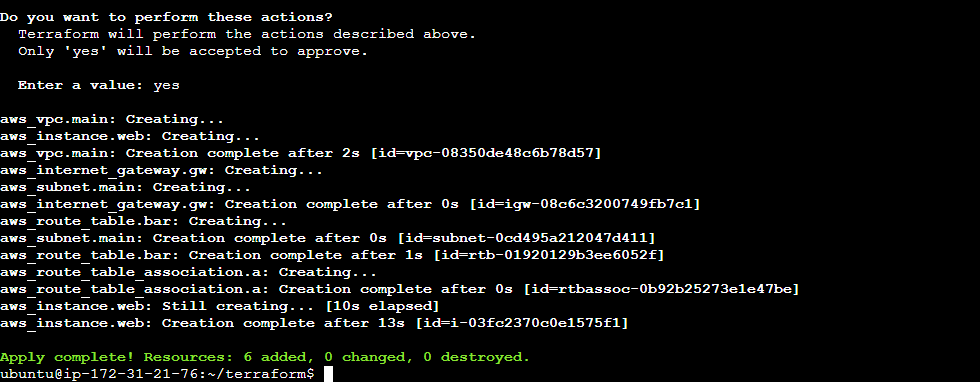 Do you want to perform these actions?
  Terraform will perform the actions described above.
  Only 'yes' will be accepted to approve.
  Enter a value: yes
aws_vpc.main: Creating...
aws_instance.web: Creating...
aws_vpc.main: Creation complete after 2s [id=vpc-08350de48c6b78d57]
aws_internet_gateway.gw: Creating...
aws_subnet.main: Creating...
aws_internet_gateway.gw: Creation complete after 0s [id=igw-08c6c3200749fb7c1]
aws_route_table.bar: Creating...
aws_subnet.main: Creation complete after 0s [id=subnet-0cd495a212047d411]
aws_route_table.bar: Creation complete after 1s [id=rtb-01920129b3ee6052f]
aws_route_table_association.a: Creating...
aws_route_table_association.a: Creation complete after 0s [id=rtbassoc-0b92b25273e1e47be]
aws_instance.web: Still creating... [10s elapsed]
aws_instance.web: Creation complete after 13s [id=i-03fc2370c0e1575f1]
Apply complete! Resources: 6 added, 0 changed, 0 destroyed.
ubuntu@ip-172-31-21-76:~/terraform$